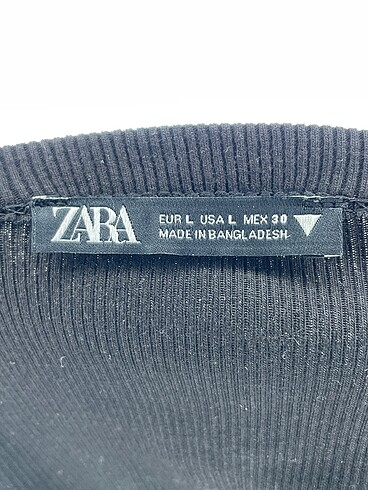 ZARA
EUR L USA L MEX 30
MADE IN BANGLADESH